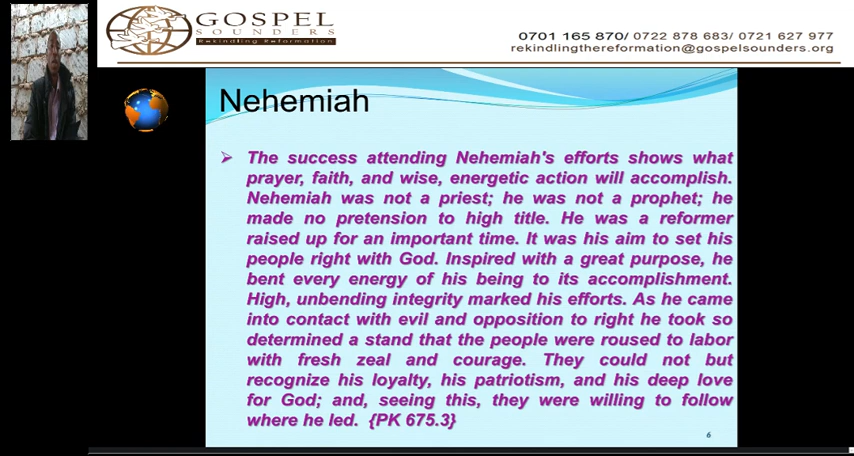 GOSPEL
SOUNDERS
Rekindling Reformation
0701 165 870/ 0722 878 683/ 0721 627 977
rekindlingthereformation@gospelsounders.org
Nehemiah
The success attending Nehemiah's efforts shows what
prayer, faith, and wise, energetic action will accomplish.
Nehemiah was not a priest; he was not a prophet; he
made no pretension to high title. He was a reformer
raised up for an important time. It was his aim to set his
people right with God. Inspired with a great purpose, he
bent every energy of his being to its accomplishment.
High, unbending integrity marked his efforts. As he came
into contact with evil and opposition to right he took so
determined a stand that the people were roused to labor
with fresh zeal and courage. They could not but
recognize his loyalty, his patriotism, and his deep love
for God; and, seeing this, they were willing to follow
where he led. {PK 675.3}
6